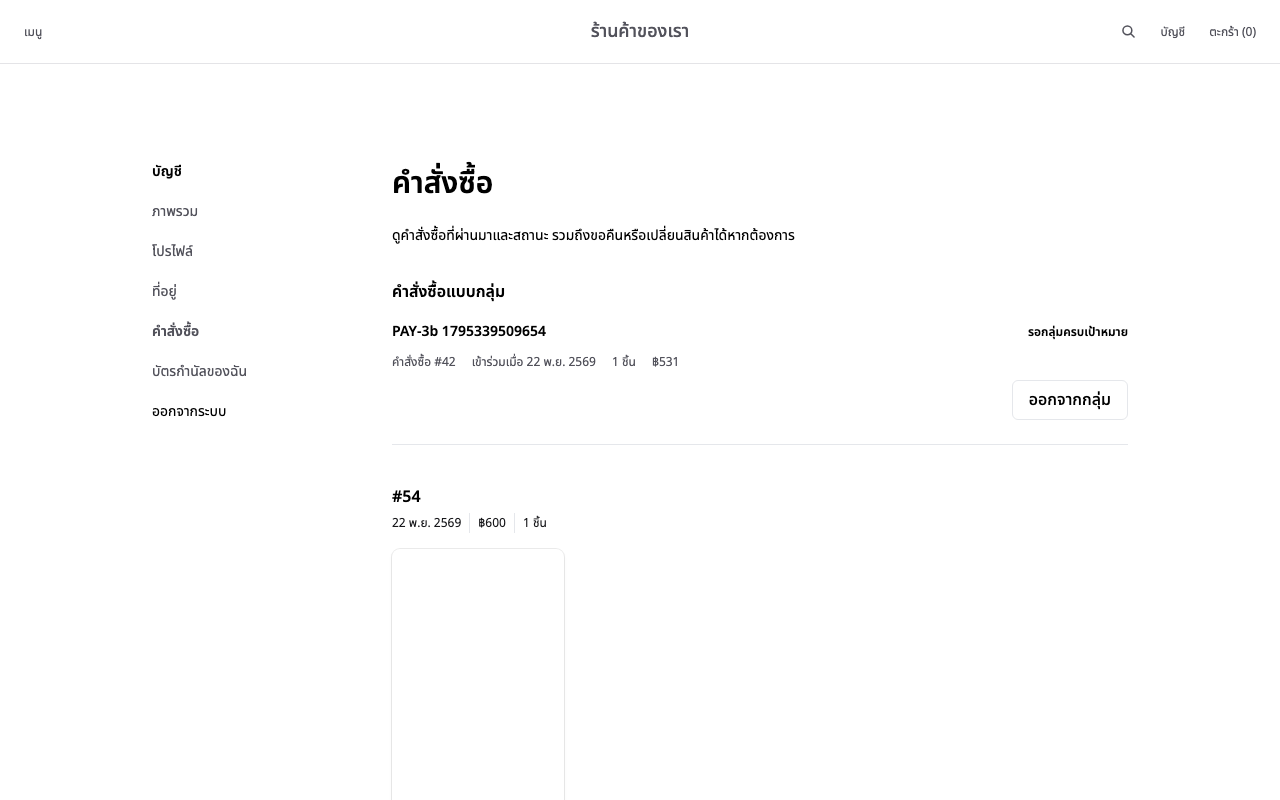 เมนู
ร้านค้าของเรา
บัญชี
ตะกร้า (0)
บัญชี
ภาพรวม
โปรไฟล์
ที่อยู่
คำสั่งซื้อ
บัตรกำนัลของฉัน
ออกจากระบบ
คำสั่งซื้อ
ดูคำสั่งซื้อที่ผ่านมาและสถานะ รวมถึงขอคืนหรือเปลี่ยนสินค้าได้หากต้องการ
คำสั่งซื้อแบบกลุ่ม
PAY-3b 1795339509654
รอกลุ่มครบเป้าหมาย
คำสั่งซื้อ #42 เข้าร่วมเมื่อ 22 พ.ย. 2569 1 ชิ้น ฿531
ออกจากกลุ่ม
#54
22 พ.ย. 2569 ฿600 1 ชิ้น